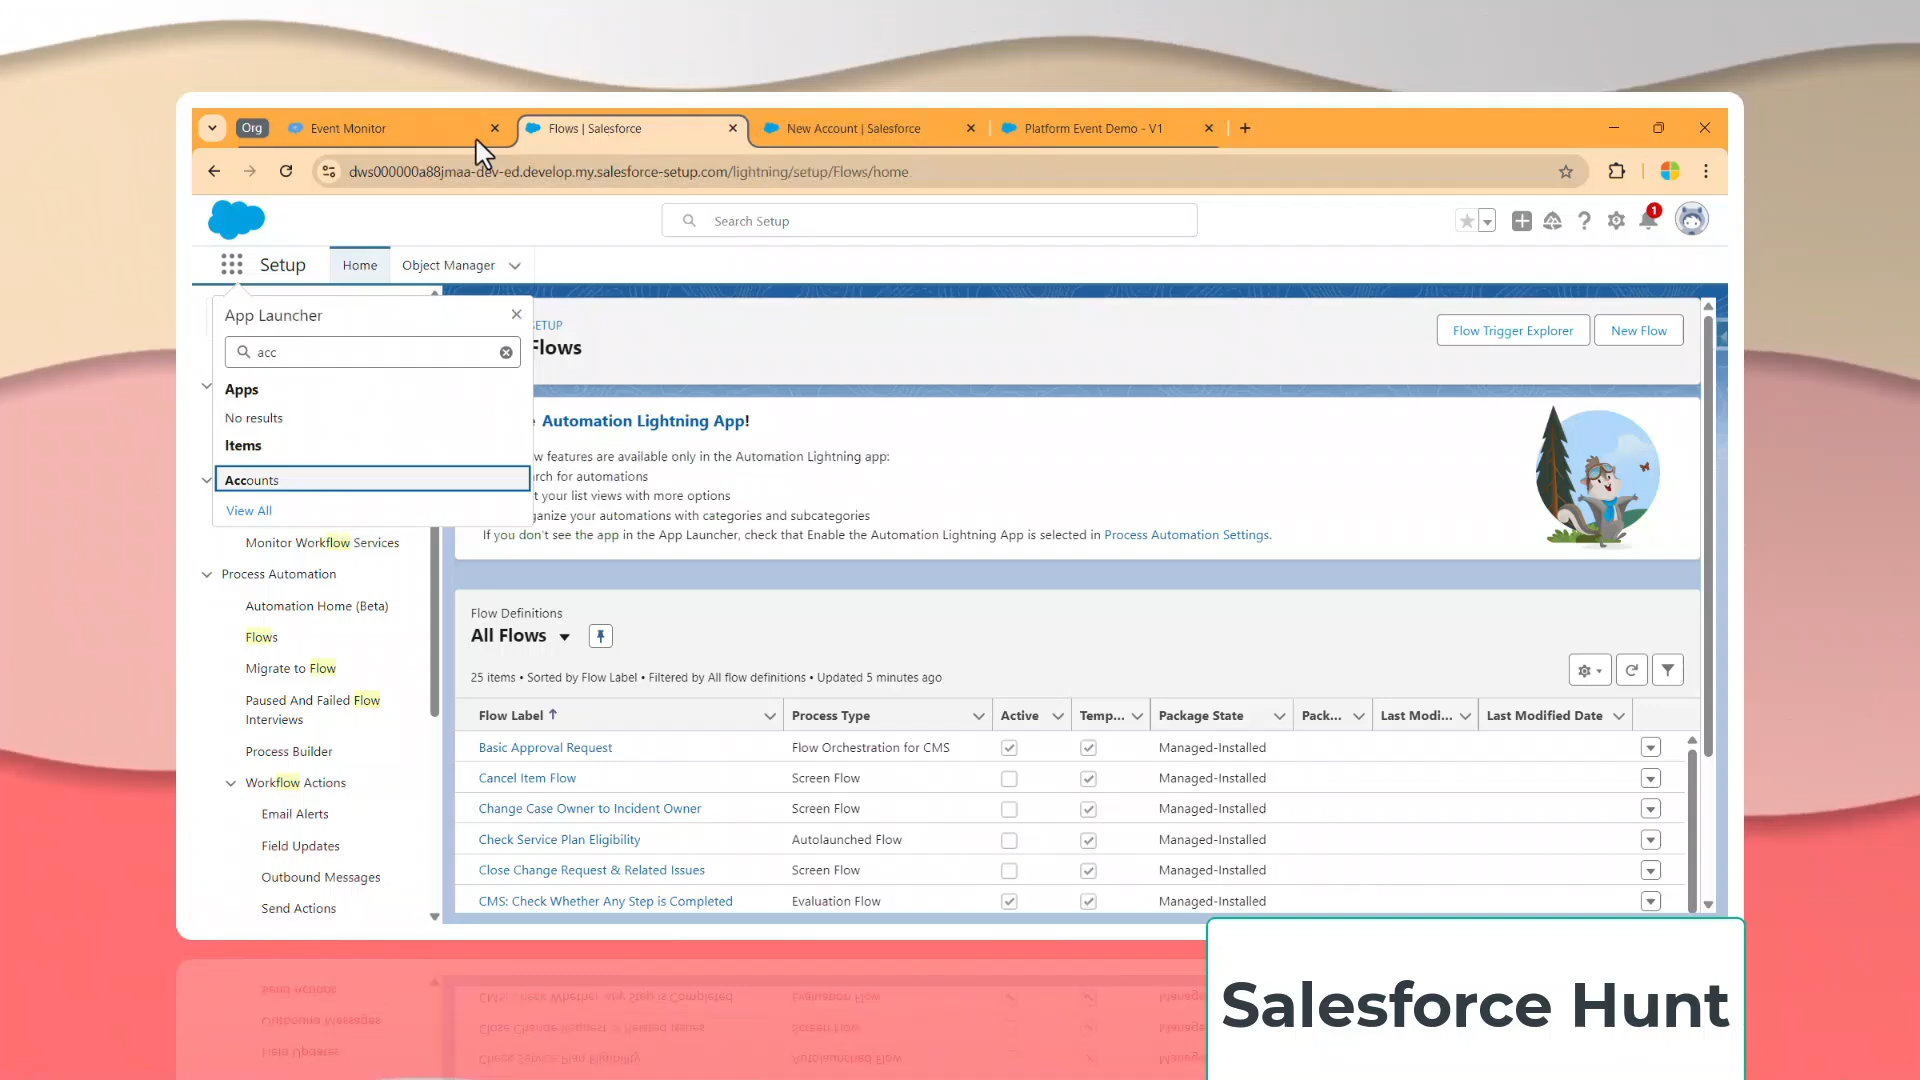 Org
Event Monitor
Flows | Salesforce
New Account | Salesforce
Platform Event Demo - V1
dws000000a88jmaa-dev-ed.develop.my.salesforce-setup.com/lightning/setup/Flows/home
Search Setup
1
Setup
Home
Object Manager
App Launcher
acc
Apps
No results
Items
Accounts
View All
Monitor Workflow Services
Process Automation
Automation Home (Beta)
Flows
Migrate to Flow
Paused And Failed Flow
Interviews
Process Builder
Workflow Actions
Email Alerts
Field Updates
Outbound Messages
Send Actions
SETUP
Flows
Flow Trigger Explorer
New Flow
Automation Lightning App!
w features are available only in the Automation Lightning app:
rch for automations
t your list views with more options
ganize your automations with categories and subcategories
If you don't see the app in the App Launcher, check that Enable the Automation Lightning App is selected in Process Automation Settings.
Flow Definitions
All Flows
25 items • Sorted by Flow Label • Filtered by All flow definitions • Updated 5 minutes ago
Flow Label Process Type Active Temp... Package State Pack... Last Modi... Last Modified Date
Basic Approval Request Flow Orchestration for CMS Managed-Installed
Cancel Item Flow Screen Flow Managed-Installed
Change Case Owner to Incident Owner Screen Flow Managed-Installed
Check Service Plan Eligibility Autolaunched Flow Managed-Installed
Close Change Request & Related Issues Screen Flow Managed-Installed
CMS: Check Whether Any Step is Completed Evaluation Flow Managed-Installed
Salesforce Hunt